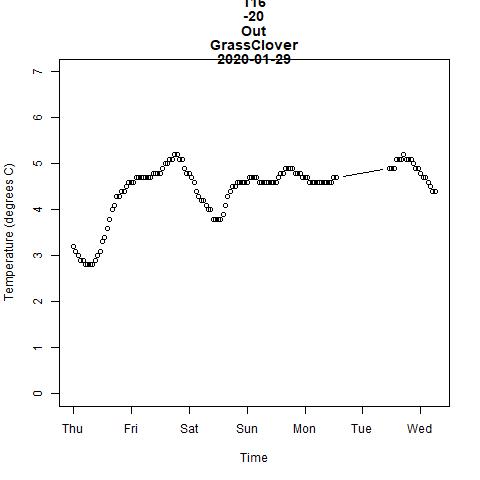 T16
-20
Out
GrassClover
2020-01-29
Temperature (degrees C)
7
6
5
4
3
2
1
0
Thu Fri Sat Sun Mon Tue Wed
Time